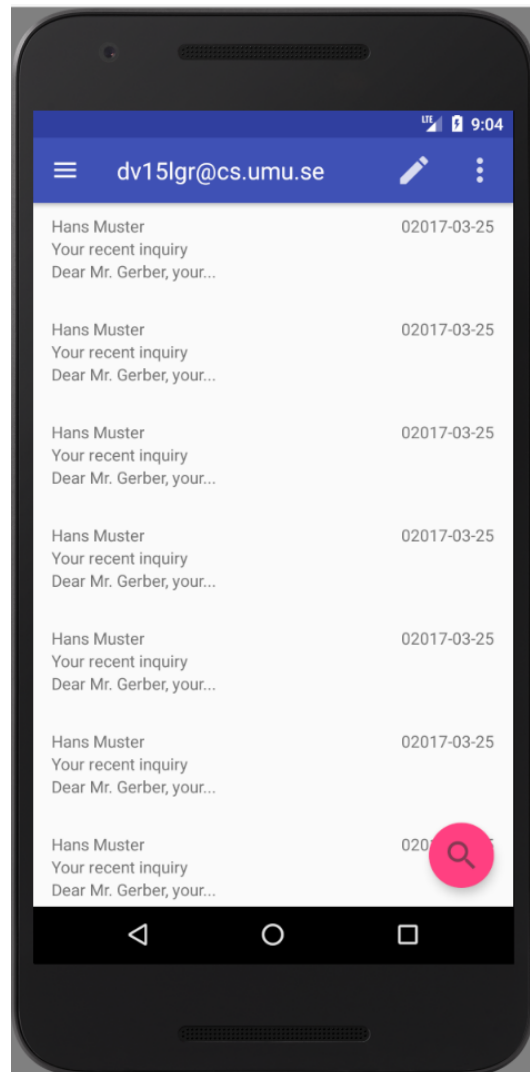 LTE 9:04
dv15lgr@cs.umu.se
Hans Muster 02017-03-25
Your recent inquiry
Dear Mr. Gerber, your...
Hans Muster 02017-03-25
Your recent inquiry
Dear Mr. Gerber, your...
Hans Muster 02017-03-25
Your recent inquiry
Dear Mr. Gerber, your...
Hans Muster 02017-03-25
Your recent inquiry
Dear Mr. Gerber, your...
Hans Muster 02017-03-25
Your recent inquiry
Dear Mr. Gerber, your...
Hans Muster 02017-03-25
Your recent inquiry
Dear Mr. Gerber, your...
Hans Muster
Your recent inquiry
Dear Mr. Gerber, your...